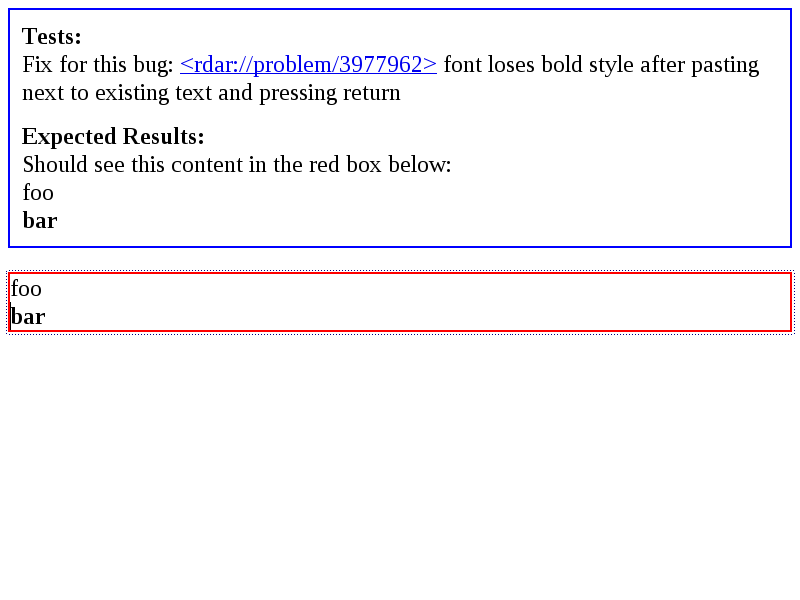 Tests:
Fix for this bug: <rdar://problem/3977962> font loses bold style after pasting
next to existing text and pressing return
Expected Results:
Should see this content in the red box below:
foo
bar
foo
bar